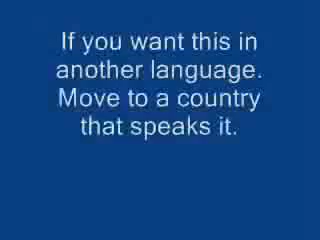 If you want this in
another language.
Move to a country
that speaks it.